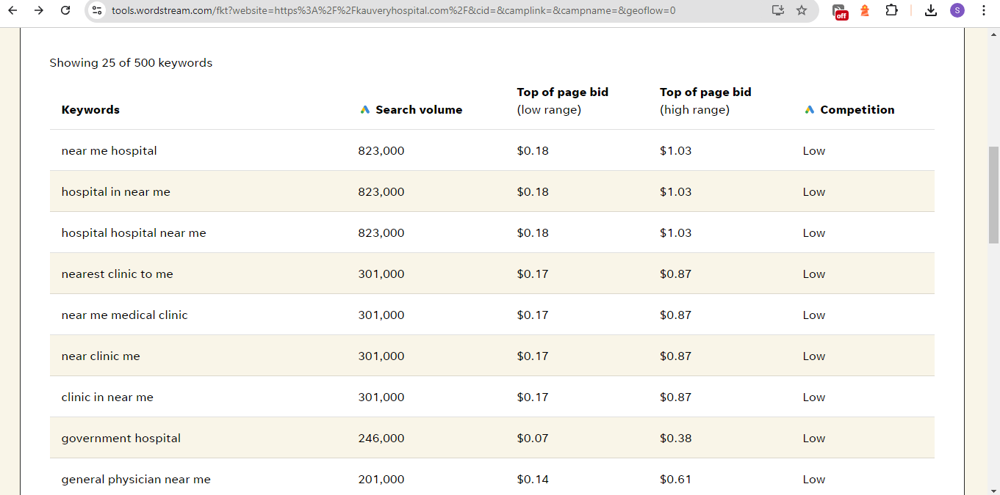 tools.wordstream.com/fkt?website=https%3A%2F%2Fkauveryhospital.com%2F&cid=&camplink=&campname=&geoflow=0
off
S
Showing 25 of 500 keywords
Keywords Search volume Top of page bid (low range) Top of page bid (high range) Competition
near me hospital 823,000 $0.18 $1.03 Low
hospital in near me 823,000 $0.18 $1.03 Low
hospital hospital near me 823,000 $0.18 $1.03 Low
nearest clinic to me 301,000 $0.17 $0.87 Low
near me medical clinic 301,000 $0.17 $0.87 Low
near clinic me 301,000 $0.17 $0.87 Low
clinic in near me 301,000 $0.17 $0.87 Low
government hospital 246,000 $0.07 $0.38 Low
general physician near me 201,000 $0.14 $0.61 Low